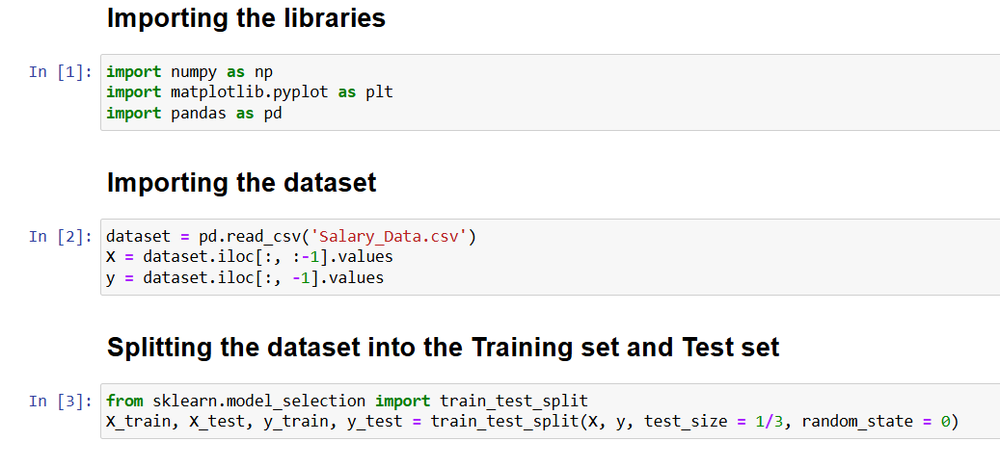 Importing the libraries
In [1]: import numpy as np
import matplotlib.pyplot as plt
import pandas as pd
Importing the dataset
In [2]: dataset = pd.read_csv('Salary_Data.csv')
X = dataset.iloc[:, :-1].values
y = dataset.iloc[:, -1].values
Splitting the dataset into the Training set and Test set
In [3]: from sklearn.model_selection import train_test_split
X_train, X_test, y_train, y_test = train_test_split(X, y, test_size = 1/3, random_state = 0)